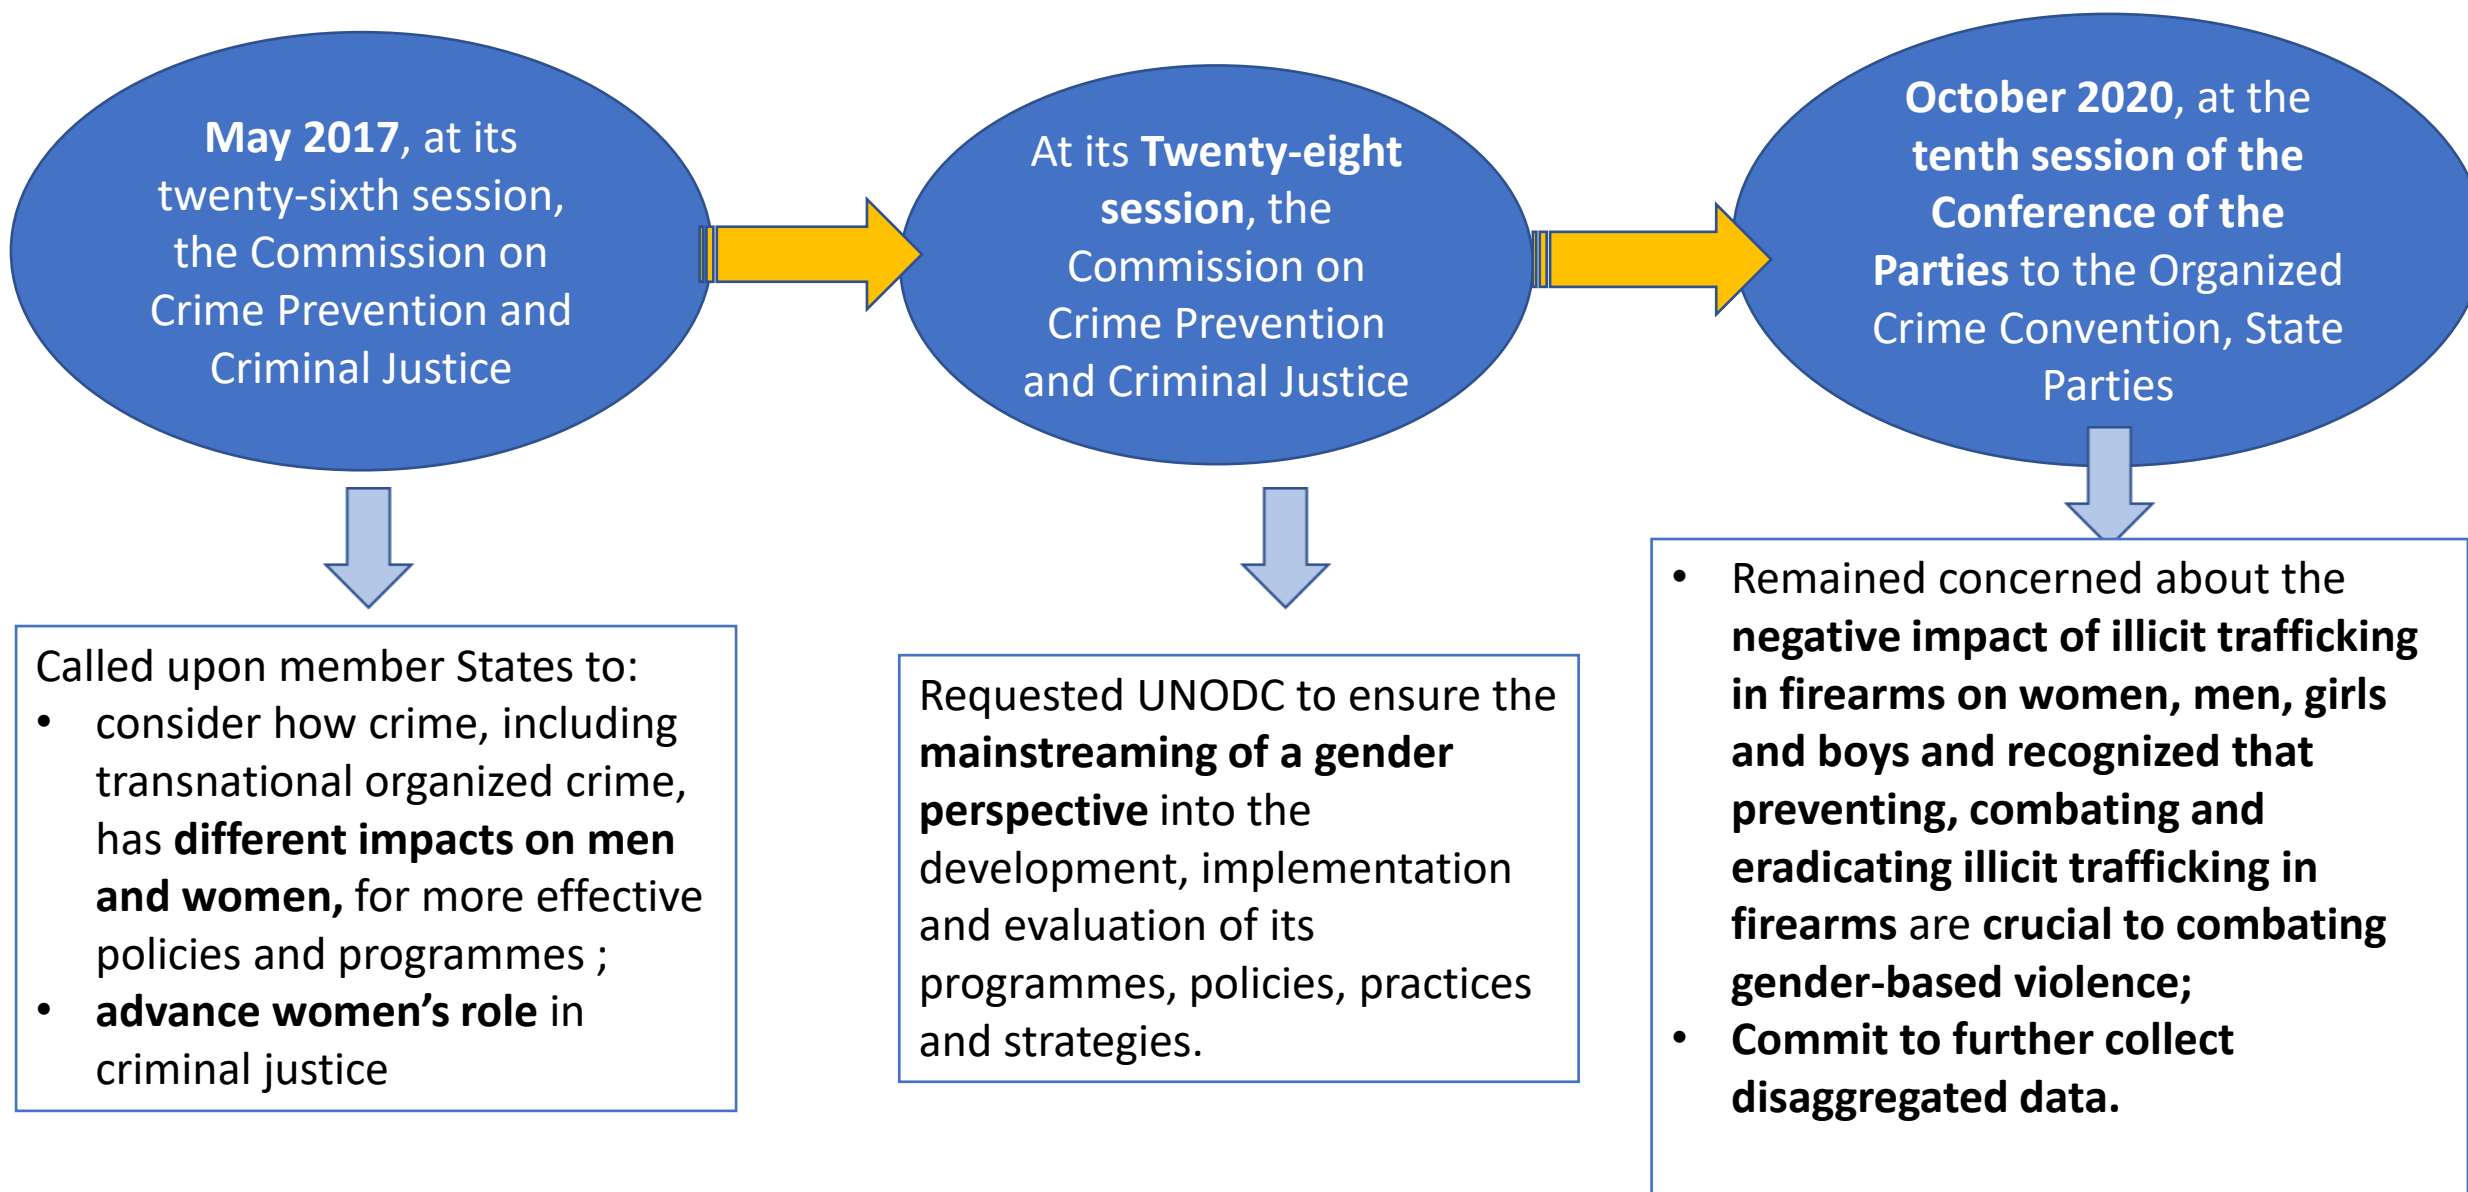 May 2017, at its
twenty-sixth session,
the Commission on
Crime Prevention and
Criminal Justice
At its Twenty-eight
session, the
Commission on
Crime Prevention
and Criminal Justice
October 2020, at the
tenth session of the
Conference of the
Parties to the Organized
Crime Convention, State
Parties
Called upon member States to:
• consider how crime, including
transnational organized crime,
has different impacts on men
and women, for more effective
policies and programmes ;
• advance women’s role in
criminal justice
Requested UNODC to ensure the
mainstreaming of a gender
perspective into the
development, implementation
and evaluation of its
programmes, policies, practices
and strategies.
• Remained concerned about the
negative impact of illicit trafficking
in firearms on women, men, girls
and boys and recognized that
preventing, combating and
eradicating illicit trafficking in
firearms are crucial to combating
gender-based violence;
• Commit to further collect
disaggregated data.